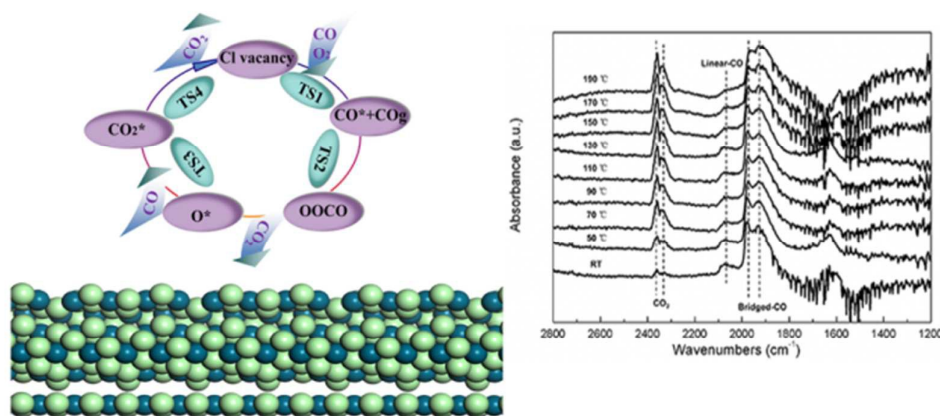 CO₂
Cl vacancy
CO
O₂
TS4
TS1
CO₂*
CO*+COg
TS3
TS2
CO
O*
OOCO
CO₂
Absorbance (a.u.)
Linear-CO
190 ℃
170 ℃
150 ℃
130 ℃
110 ℃
90 ℃
70 ℃
50 ℃
RT
CO₂
Bridged-CO
2800 2600 2400 2200 2000 1800 1600 1400 1200
Wavenumbers (cm⁻¹)